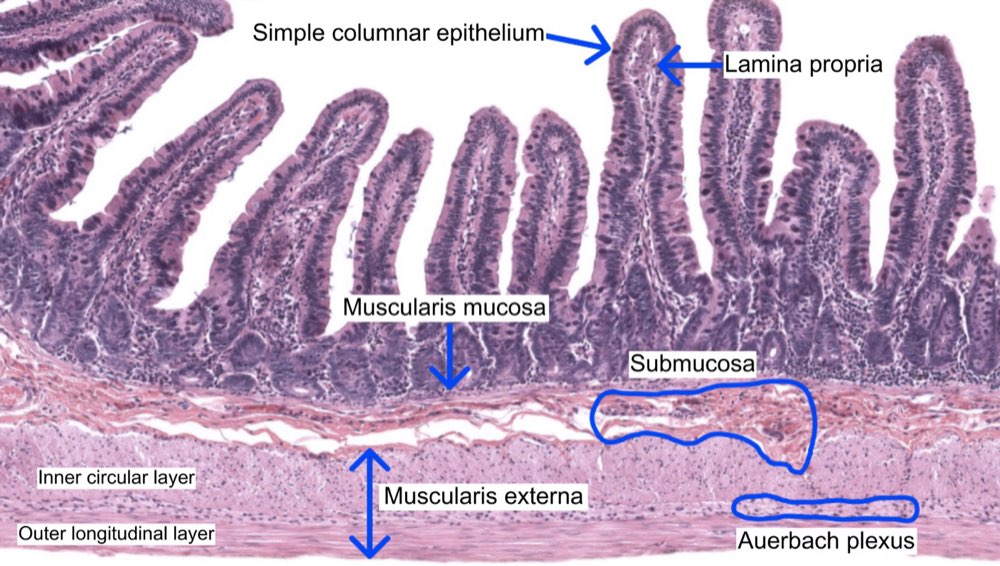 Simple columnar epithelium
Lamina propria
Muscularis mucosa
Submucosa
Inner circular layer
Muscularis externa
Outer longitudinal layer
Auerbach plexus